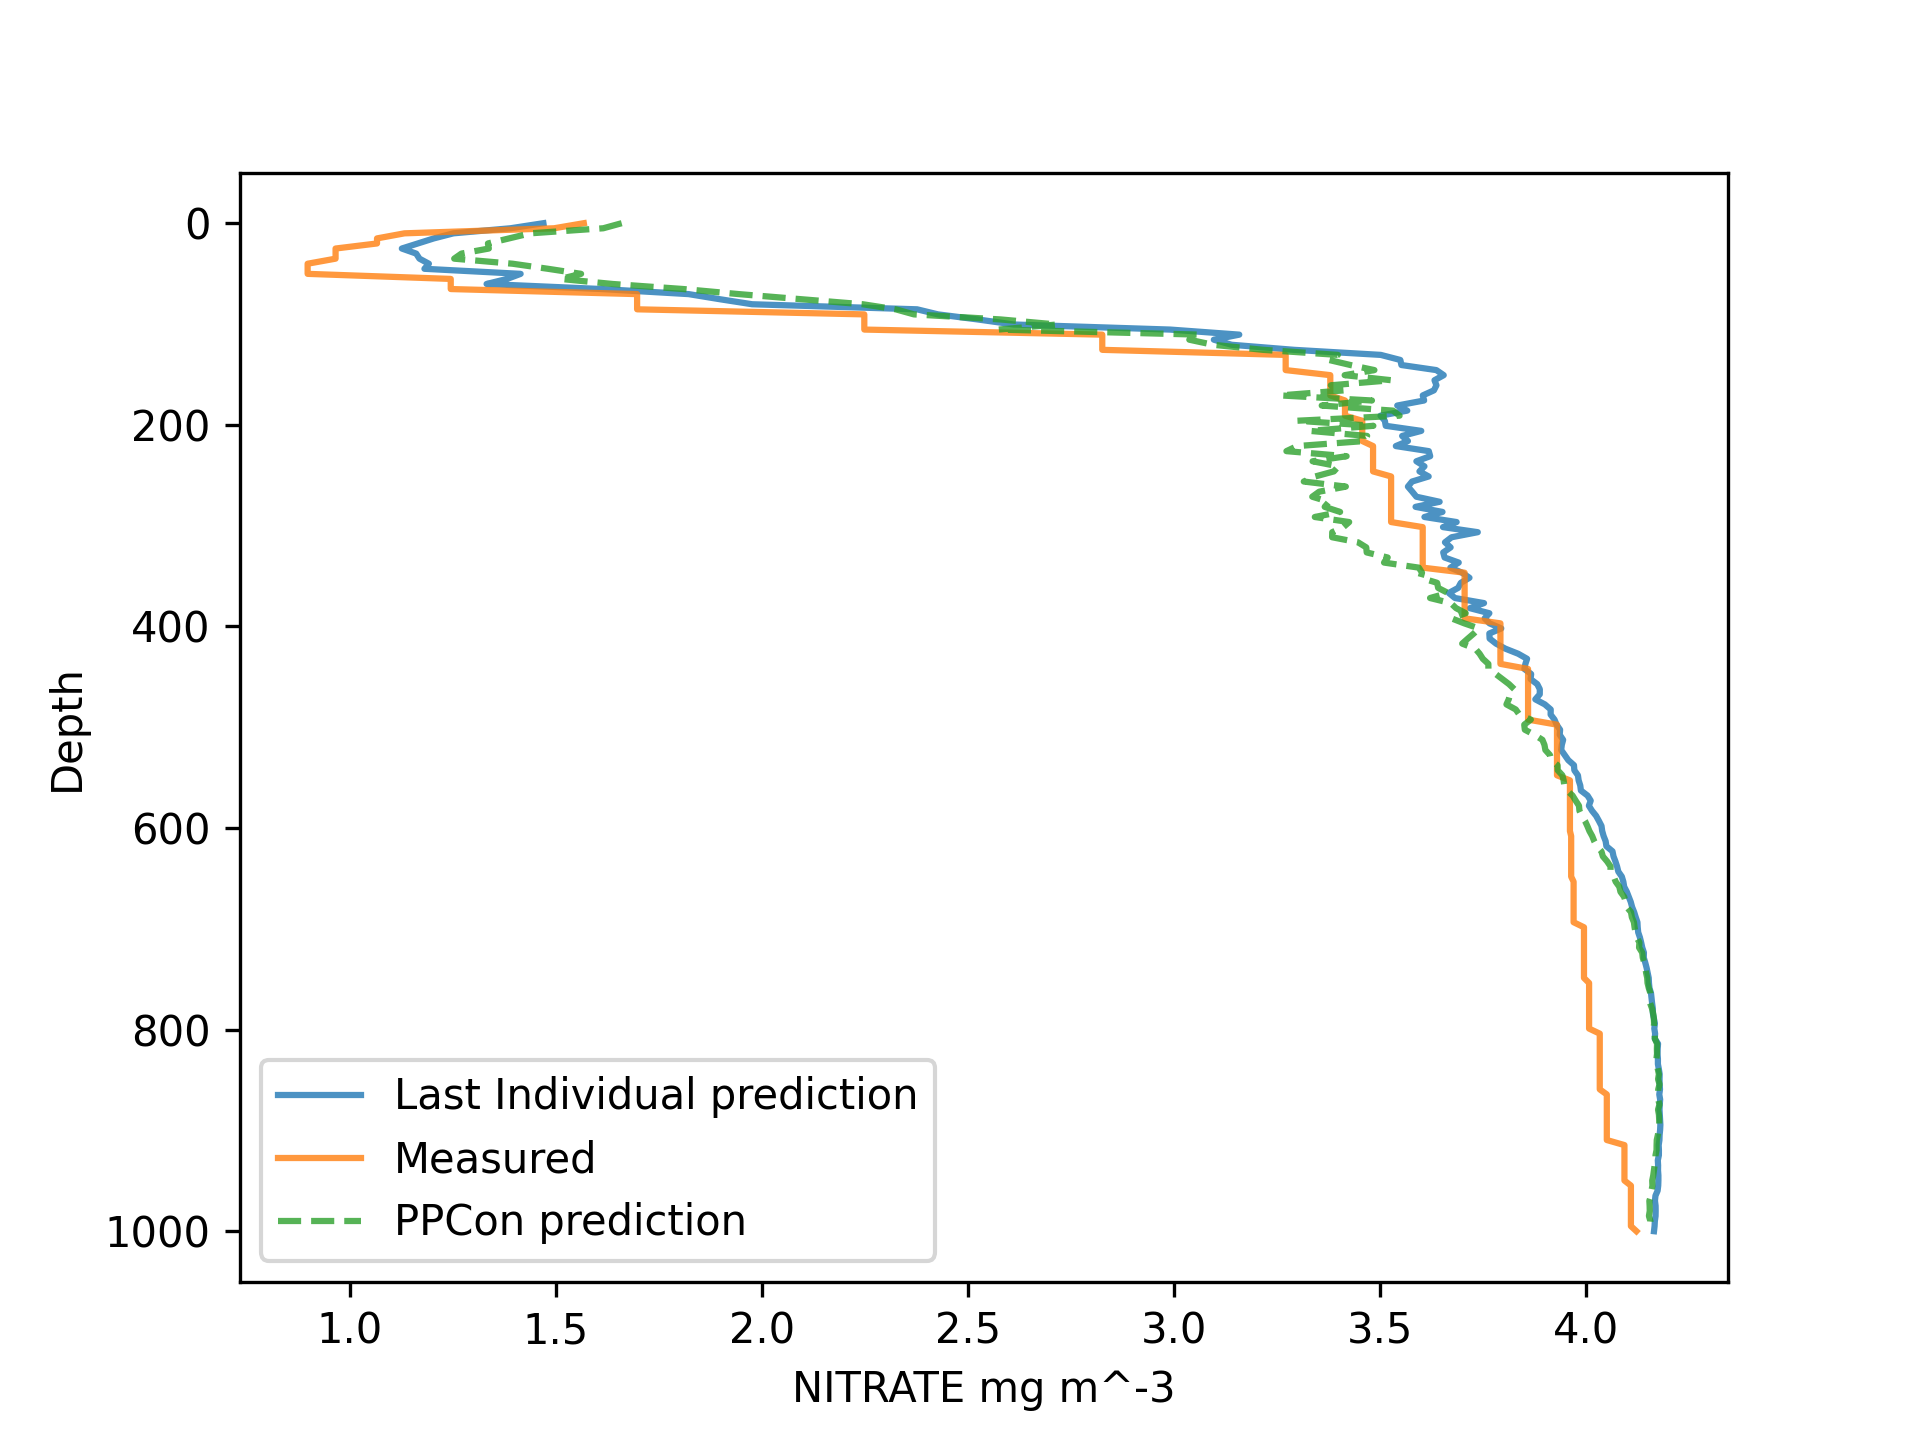 0
200
400
600
800
1000
Depth
Last Individual prediction
Measured
PPCon prediction
1.0 1.5 2.0 2.5 3.0 3.5 4.0
NITRATE mg m^-3